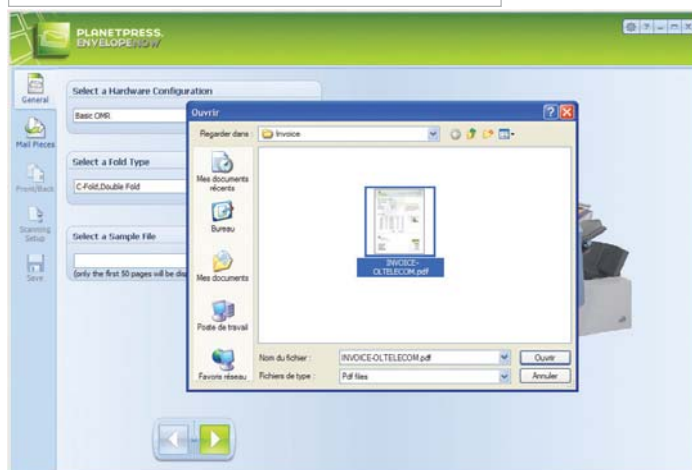 PLANETPRESS.
ENVELOPENOW
General
Mail Pieces
Front/Back
Scanning
Setup
Save
Select a Hardware Configuration
Basic OMR
Select a Fold Type
C-Fold,Double Fold
Select a Sample File
(only the first 50 pages will be
Ouvrir
Regarder dans :
Invoice
Mes documents
récents
Bureau
Mes documents
Poste de travail
Favoris réseau
INVOICE-
OLTELECOM.pdf
Nom du fichier :
INVOICE-OLTELECOM.pdf
Ouvrir
Fichiers de type :
Pdf files
Annuler